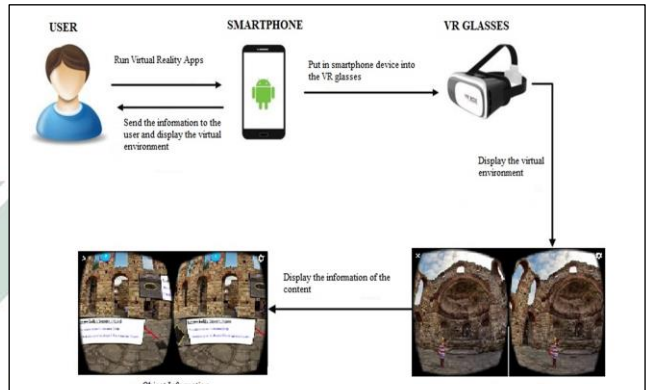 USER
SMARTPHONE
VR GLASSES
Run Virtual Reality Apps
Put in smartphone device into
the VR glasses
Send the information to the
user and display the virtual
environment
Display the virtual
environment
Display the information of the
content